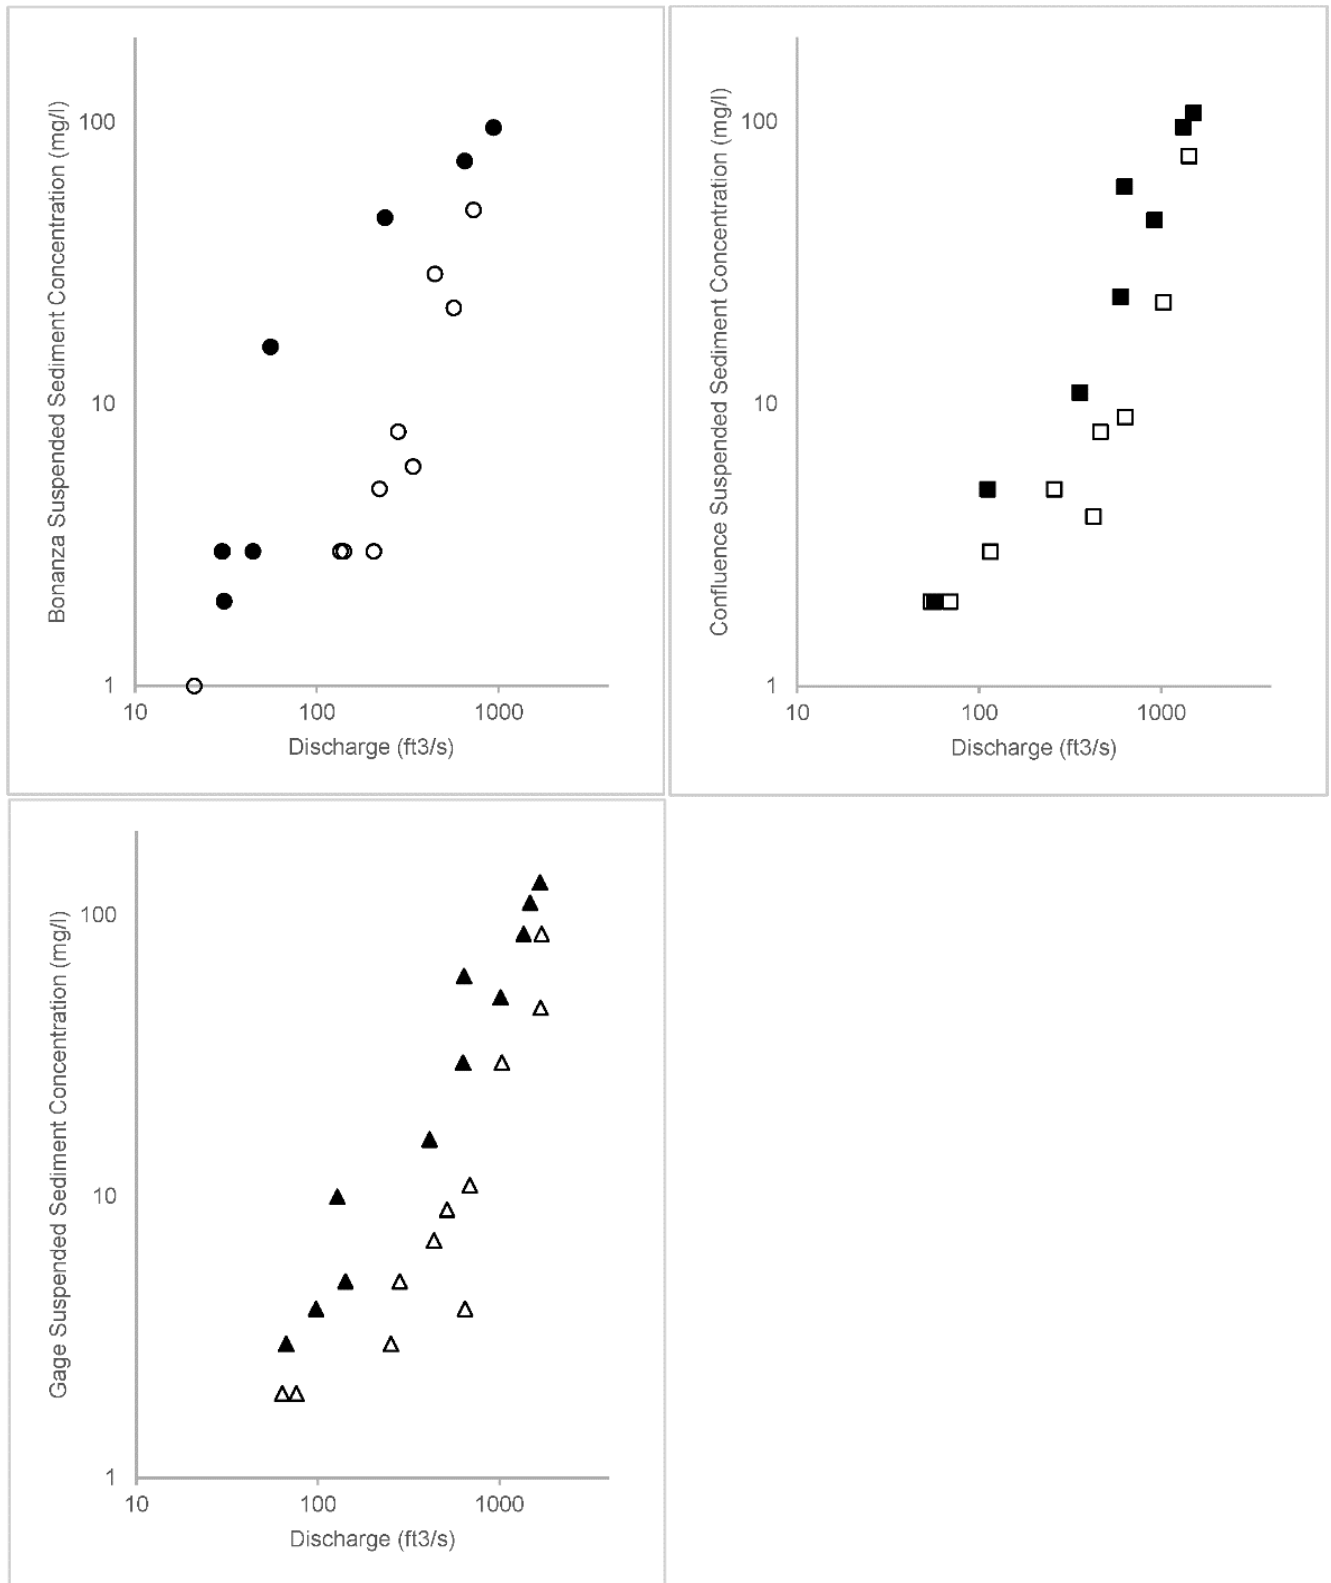 Bonanza Suspended Sediment Concentration (mg/l)
100
10
1
10 100 1000
Discharge (ft3/s)
Confluence Suspended Sediment Concentration (mg/l)
100
10
1
10 100 1000
Discharge (ft3/s)
Gage Suspended Sediment Concentration (mg/l)
100
10
1
10 100 1000
Discharge (ft3/s)